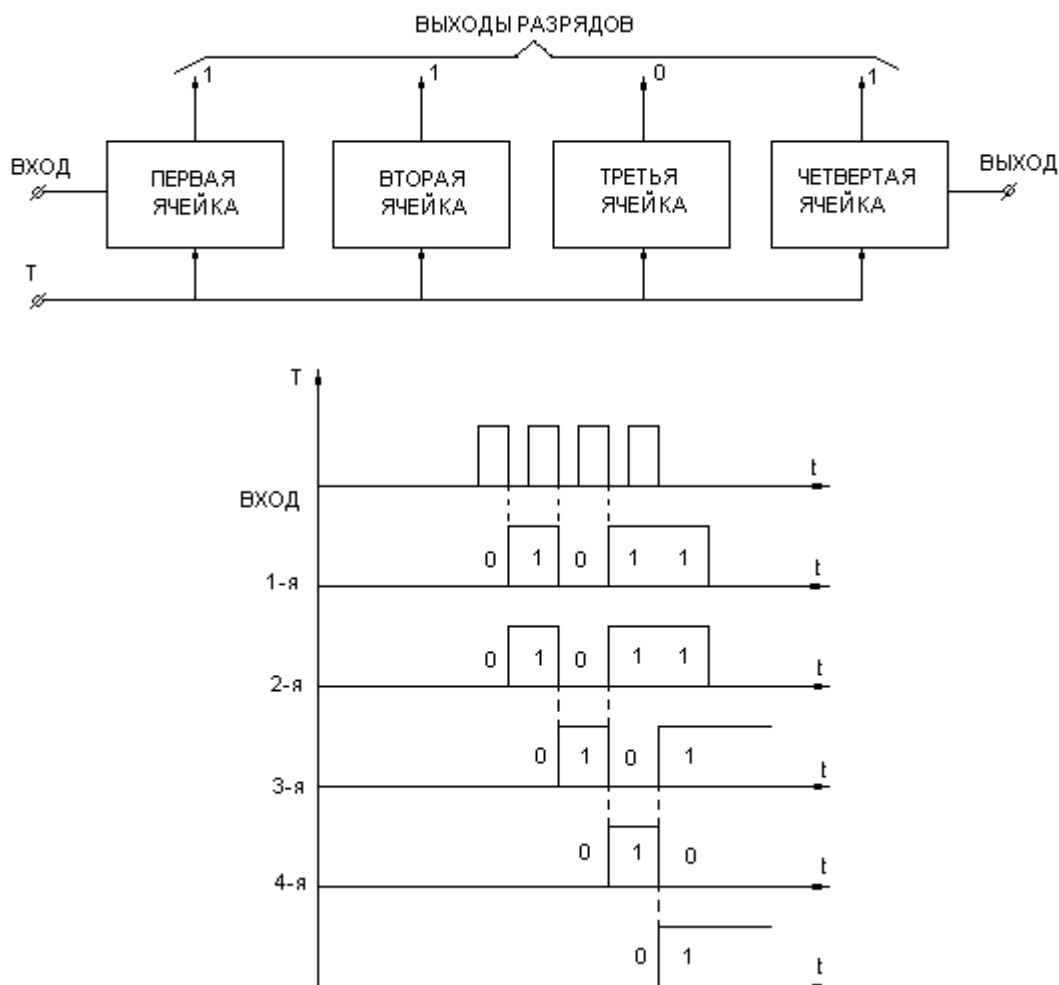 ВЫХОДЫ РАЗРЯДОВ
1 1 0 1
ВХОД
ПЕРВАЯ ЯЧЕЙКА
ВТОРАЯ ЯЧЕЙКА
ТРЕТЬЯ ЯЧЕЙКА
ЧЕТВЕРТАЯ ЯЧЕЙКА
ВЫХОД
Т
Т
t
ВХОД
0 1 0 1 1
t
1-я
0 1 0 1 1
t
2-я
0 1 0 1
t
3-я
0 1 0
t
4-я
0 1
t